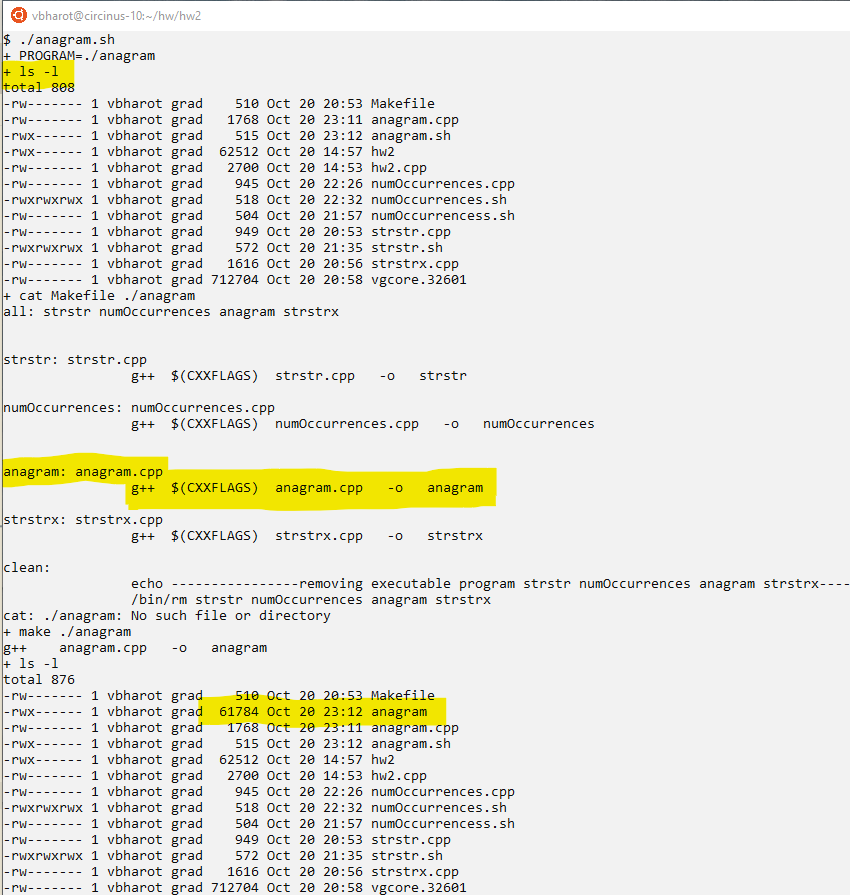 vbharot@circinus-10:~/hw/hw2
$ ./anagram.sh
+ PROGRAM=./anagram
+ ls -l
total 808
-rw------- 1 vbharot grad    510 Oct 20 20:53 Makefile
-rw------- 1 vbharot grad   1768 Oct 20 23:11 anagram.cpp
-rwx------ 1 vbharot grad    515 Oct 20 23:12 anagram.sh
-rwx------ 1 vbharot grad  62512 Oct 20 14:57 hw2
-rw------- 1 vbharot grad   2700 Oct 20 14:53 hw2.cpp
-rw------- 1 vbharot grad    945 Oct 20 22:26 numOccurrences.cpp
-rwxrwxrwx 1 vbharot grad    518 Oct 20 22:32 numOccurrences.sh
-rw------- 1 vbharot grad    504 Oct 20 21:57 numOccurrencess.sh
-rw------- 1 vbharot grad    949 Oct 20 20:53 strstr.cpp
-rwxrwxrwx 1 vbharot grad    572 Oct 20 21:35 strstr.sh
-rw------- 1 vbharot grad   1616 Oct 20 20:56 strstrx.cpp
-rw------- 1 vbharot grad 712704 Oct 20 20:58 vgcore.32601
+ cat Makefile ./anagram
all: strstr numOccurrences anagram strstrx
strstr: strstr.cpp
g++  $(CXXFLAGS)  strstr.cpp   -o   strstr
numOccurrences: numOccurrences.cpp
g++  $(CXXFLAGS)  numOccurrences.cpp   -o   numOccurrences
anagram: anagram.cpp
g++  $(CXXFLAGS)  anagram.cpp   -o   anagram
strstrx: strstrx.cpp
g++  $(CXXFLAGS)  strstrx.cpp   -o   strstrx
clean:
echo ----------------removing executable program strstr numOccurrences anagram strstrx----
/bin/rm strstr numOccurrences anagram strstrx
cat: ./anagram: No such file or directory
+ make ./anagram
g++    anagram.cpp   -o   anagram
+ ls -l
total 876
-rw------- 1 vbharot grad    510 Oct 20 20:53 Makefile
-rwx------ 1 vbharot grad  61784 Oct 20 23:12 anagram
-rw------- 1 vbharot grad   1768 Oct 20 23:11 anagram.cpp
-rwx------ 1 vbharot grad    515 Oct 20 23:12 anagram.sh
-rwx------ 1 vbharot grad  62512 Oct 20 14:57 hw2
-rw------- 1 vbharot grad   2700 Oct 20 14:53 hw2.cpp
-rw------- 1 vbharot grad    945 Oct 20 22:26 numOccurrences.cpp
-rwxrwxrwx 1 vbharot grad    518 Oct 20 22:32 numOccurrences.sh
-rw------- 1 vbharot grad    504 Oct 20 21:57 numOccurrencess.sh
-rw------- 1 vbharot grad    949 Oct 20 20:53 strstr.cpp
-rwxrwxrwx 1 vbharot grad    572 Oct 20 21:35 strstr.sh
-rw------- 1 vbharot grad   1616 Oct 20 20:56 strstrx.cpp
-rw------- 1 vbharot grad 712704 Oct 20 20:58 vgcore.32601